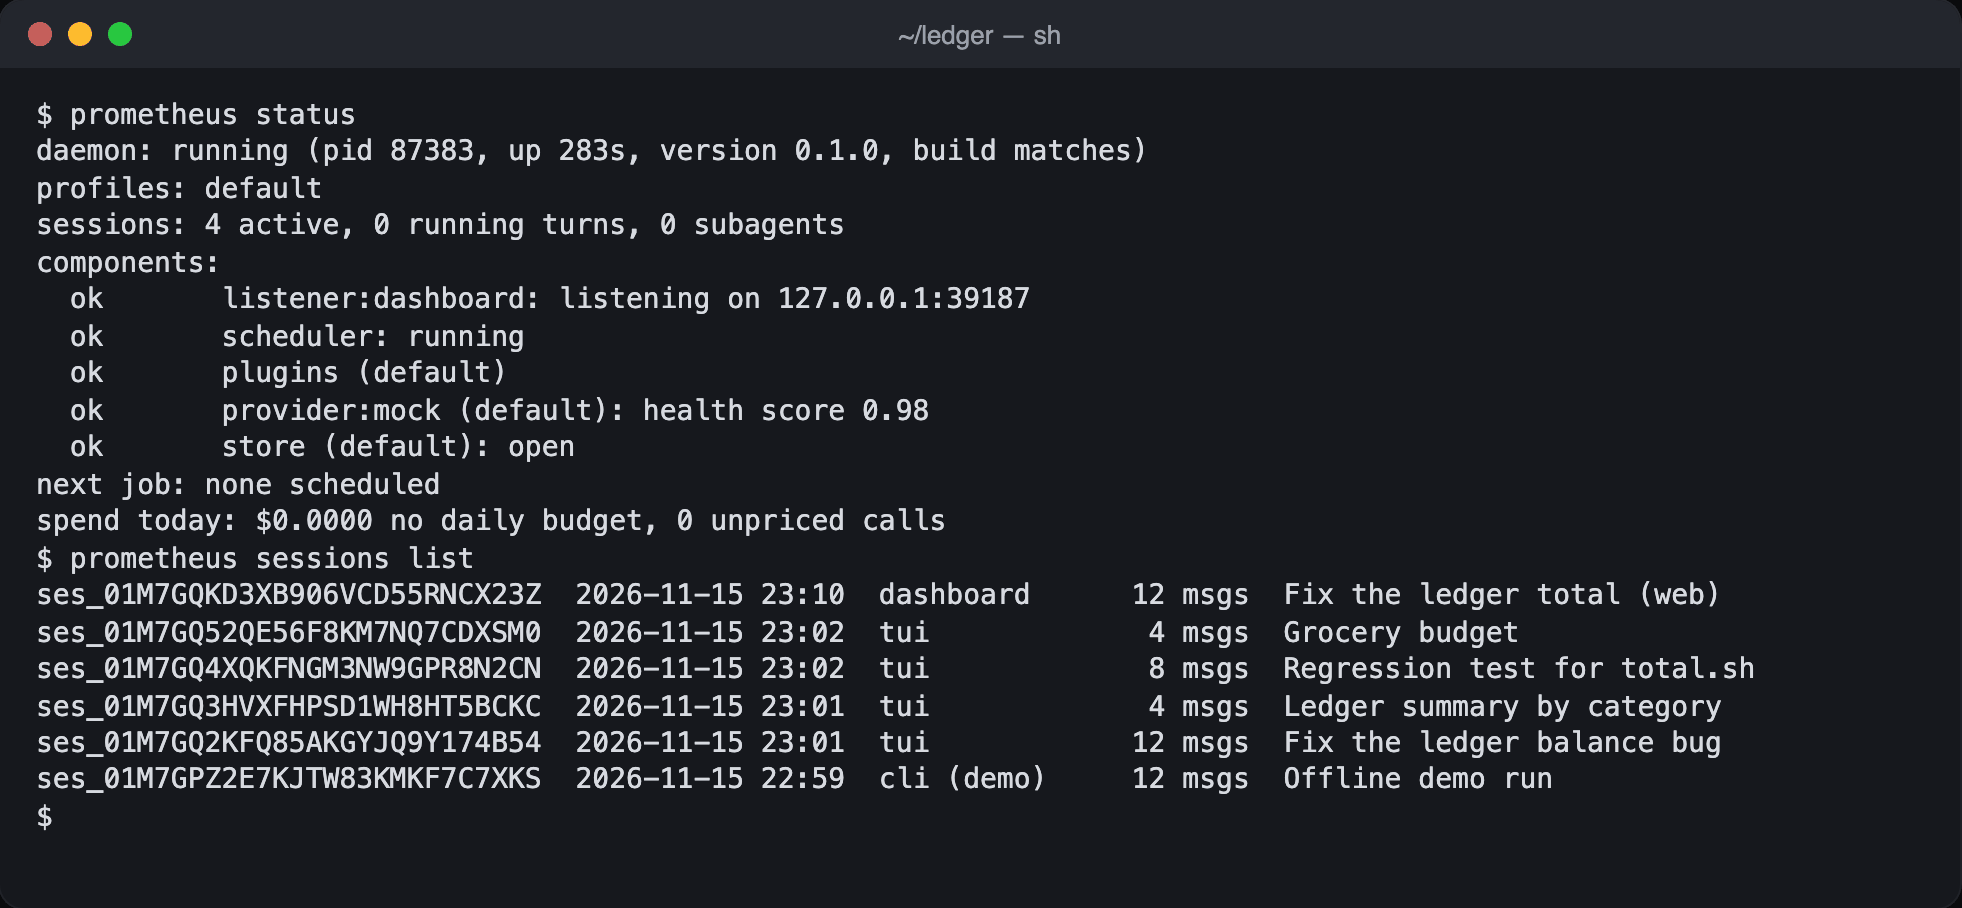 ~/ledger — sh
$ prometheus status
daemon: running (pid 87383, up 283s, version 0.1.0, build matches)
profiles: default
sessions: 4 active, 0 running turns, 0 subagents
components:
  ok       listener:dashboard: listening on 127.0.0.1:39187
  ok       scheduler: running
  ok       plugins (default)
  ok       provider:mock (default): health score 0.98
  ok       store (default): open
next job: none scheduled
spend today: $0.0000 no daily budget, 0 unpriced calls
$ prometheus sessions list
ses_01M7GQKD3XB906VCD55RNCX23Z  2026-11-15 23:10  dashboard      12 msgs  Fix the ledger total (web)
ses_01M7GQ52QE56F8KM7NQ7CDXSM0  2026-11-15 23:02  tui             4 msgs  Grocery budget
ses_01M7GQ4XQKFNGM3NW9GPR8N2CN  2026-11-15 23:02  tui             8 msgs  Regression test for total.sh
ses_01M7GQ3HVXFHPSD1WH8HT5BCKC  2026-11-15 23:01  tui             4 msgs  Ledger summary by category
ses_01M7GQ2KFQ85AKGYJQ9Y174B54  2026-11-15 23:01  tui            12 msgs  Fix the ledger balance bug
ses_01M7GPZ2E7KJTW83KMKF7C7XKS  2026-11-15 22:59  cli (demo)     12 msgs  Offline demo run
$